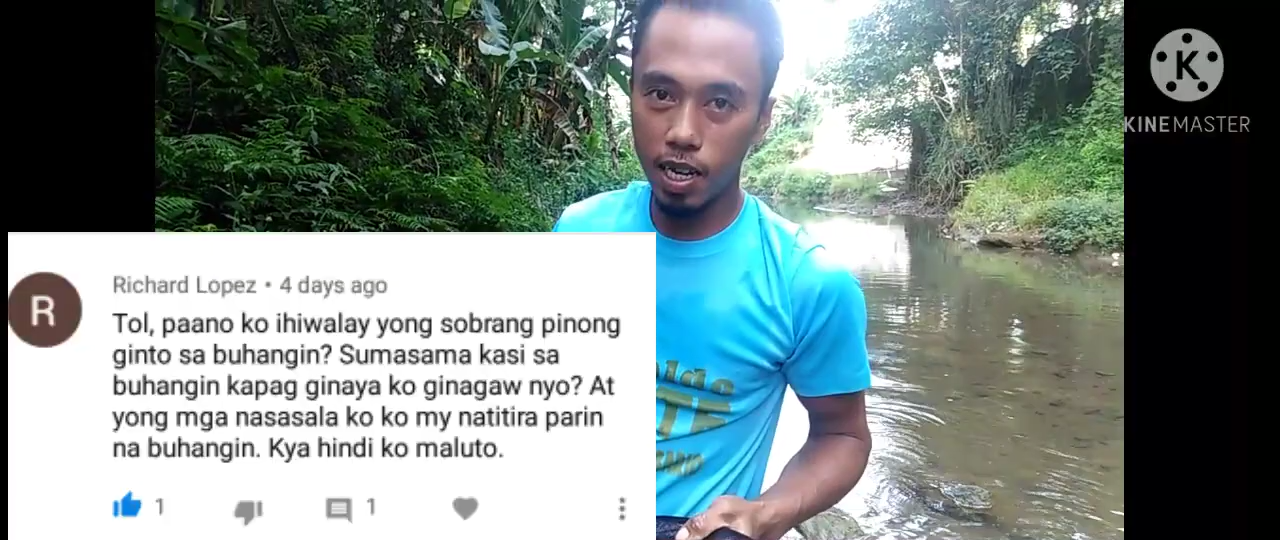 K
KINEMASTER
R
Richard Lopez • 4 days ago
Tol, paano ko ihiwalay yong sobrang pinong
ginto sa buhangin? Sumasama kasi sa
buhangin kapag ginaya ko ginagaw nyo? At
yong mga nasasala ko ko my natitira parin
na buhangin. Kya hindi ko maluto.
1
1